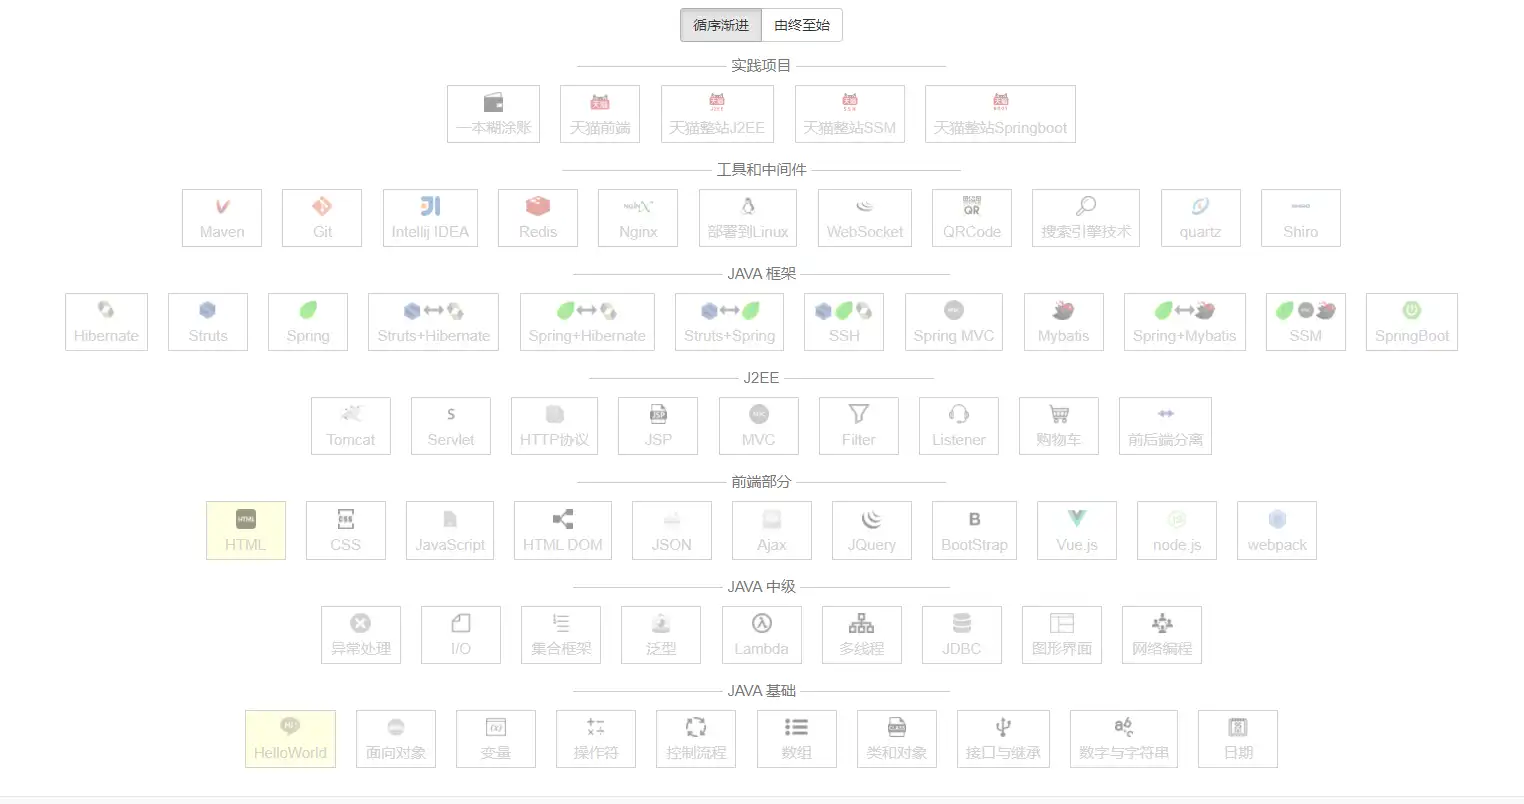 循序渐进 由终至始
实践项目
一本糊涂账 天猫前端 天猫整站J2EE 天猫整站SSM 天猫整站Springboot
工具和中间件
Maven Git Intellij IDEA Redis Nginx 部署到Linux WebSocket QRCode 搜索引擎技术 quartz Shiro
JAVA 框架
Hibernate Struts Spring Struts+Hibernate Spring+Hibernate Struts+Spring SSH Spring MVC Mybatis Spring+Mybatis SSM SpringBoot
J2EE
Tomcat Servlet HTTP协议 JSP MVC Filter Listener 购物车 前后端分离
前端部分
HTML CSS JavaScript HTML DOM JSON Ajax JQuery BootStrap Vue.js node.js webpack
JAVA 中级
异常处理 I/O 集合框架 泛型 Lambda 多线程 JDBC 图形界面 网络编程
JAVA 基础
HelloWorld 面向对象 变量 操作符 控制流程 数组 类和对象 接口与继承 数字与字符串 日期